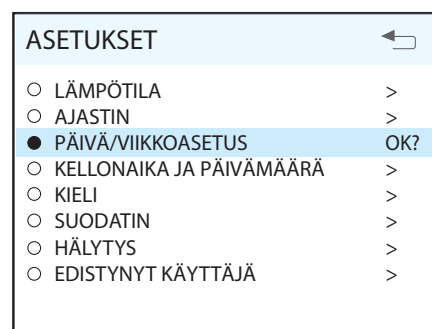 ASETUKSET
LÄMPÖTILA >
AJASTIN >
PÄIVÄ/VIIKKOASETUS OK?
KELLONAIKA JA PÄIVÄMÄÄRÄ >
KIELI >
SUODATIN >
HÄLYTYS >
EDISTYNYT KÄYTTÄJÄ >